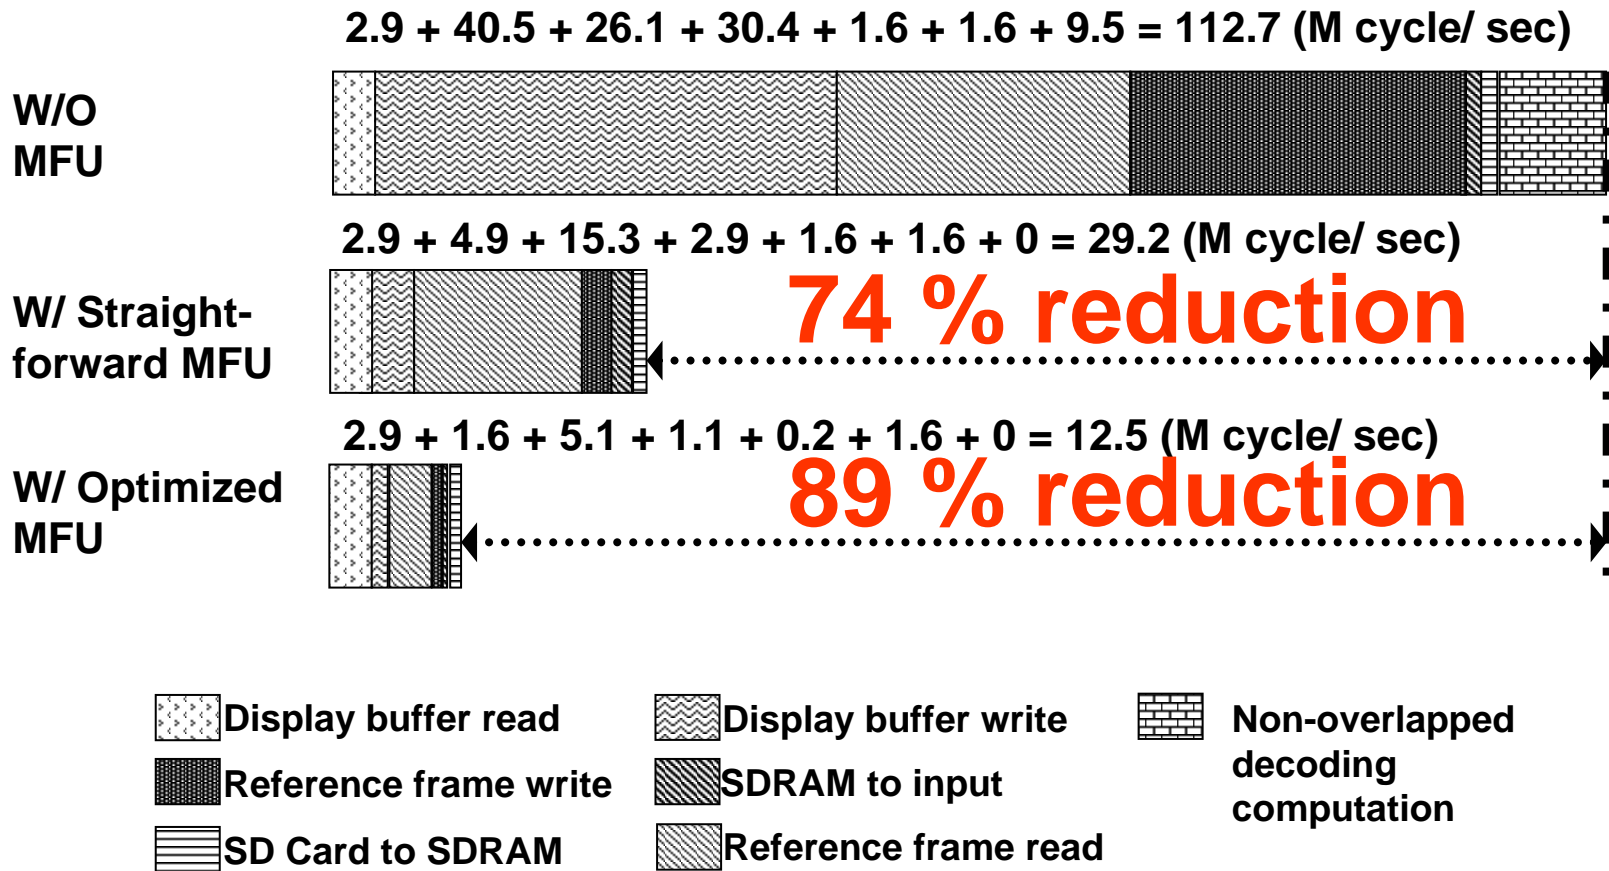 2.9 + 40.5 + 26.1 + 30.4 + 1.6 + 1.6 + 9.5 = 112.7 (M cycle/ sec)
W/O
MFU
2.9 + 4.9 + 15.3 + 2.9 + 1.6 + 1.6 + 0 = 29.2 (M cycle/ sec)
W/ Straight-
forward MFU
74 % reduction
2.9 + 1.6 + 5.1 + 1.1 + 0.2 + 1.6 + 0 = 12.5 (M cycle/ sec)
W/ Optimized
MFU
89 % reduction
Display buffer read
Display buffer write
Non-overlapped
decoding
computation
Reference frame write
SDRAM to input
SD Card to SDRAM
Reference frame read